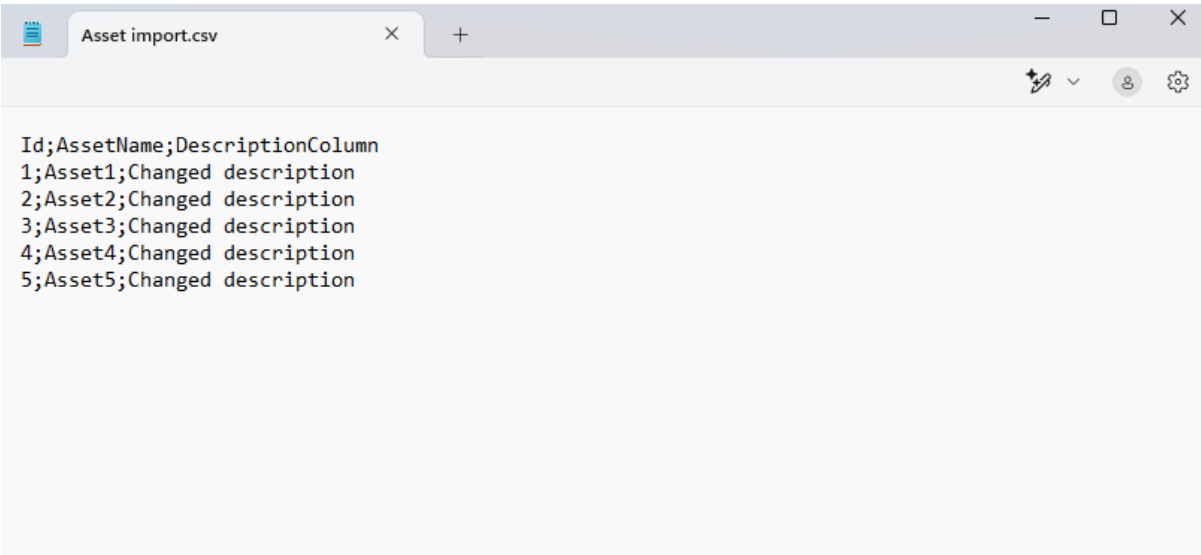 Asset import.csv
Id;AssetName;DescriptionColumn
1;Asset1;Changed description
2;Asset2;Changed description
3;Asset3;Changed description
4;Asset4;Changed description
5;Asset5;Changed description